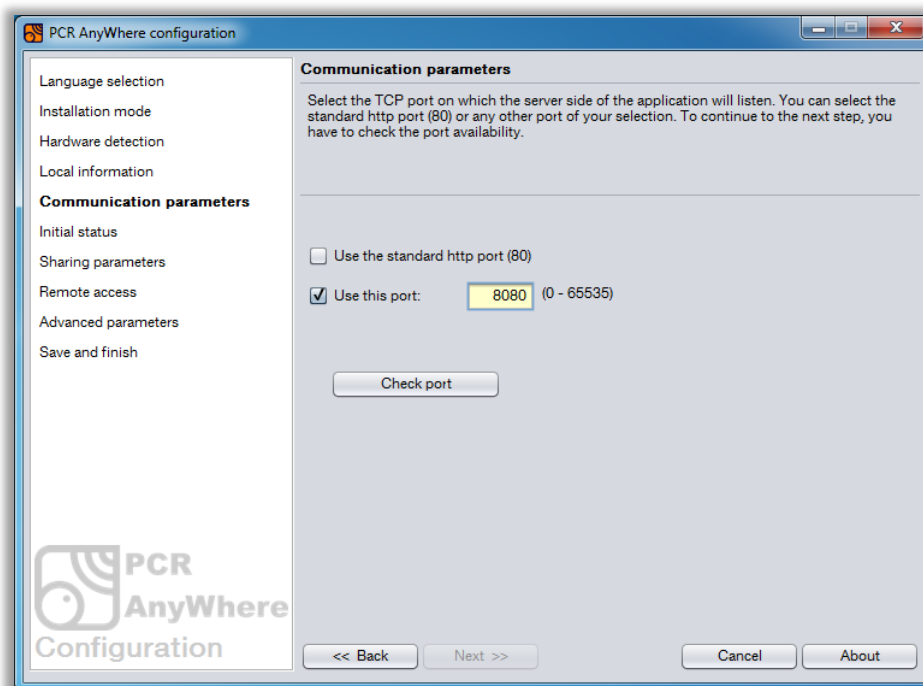 PCR AnyWhere configuration
Language selection
Installation mode
Hardware detection
Local information
Communication parameters
Initial status
Sharing parameters
Remote access
Advanced parameters
Save and finish
PCR
AnyWhere
Configuration
Communication parameters
Select the TCP port on which the server side of the application will listen. You can select the
standard http port (80) or any other port of your selection. To continue to the next step, you
have to check the port availability.
Use the standard http port (80)
Use this port: 8080 (0 - 65535)
Check port
<< Back Next >> Cancel About